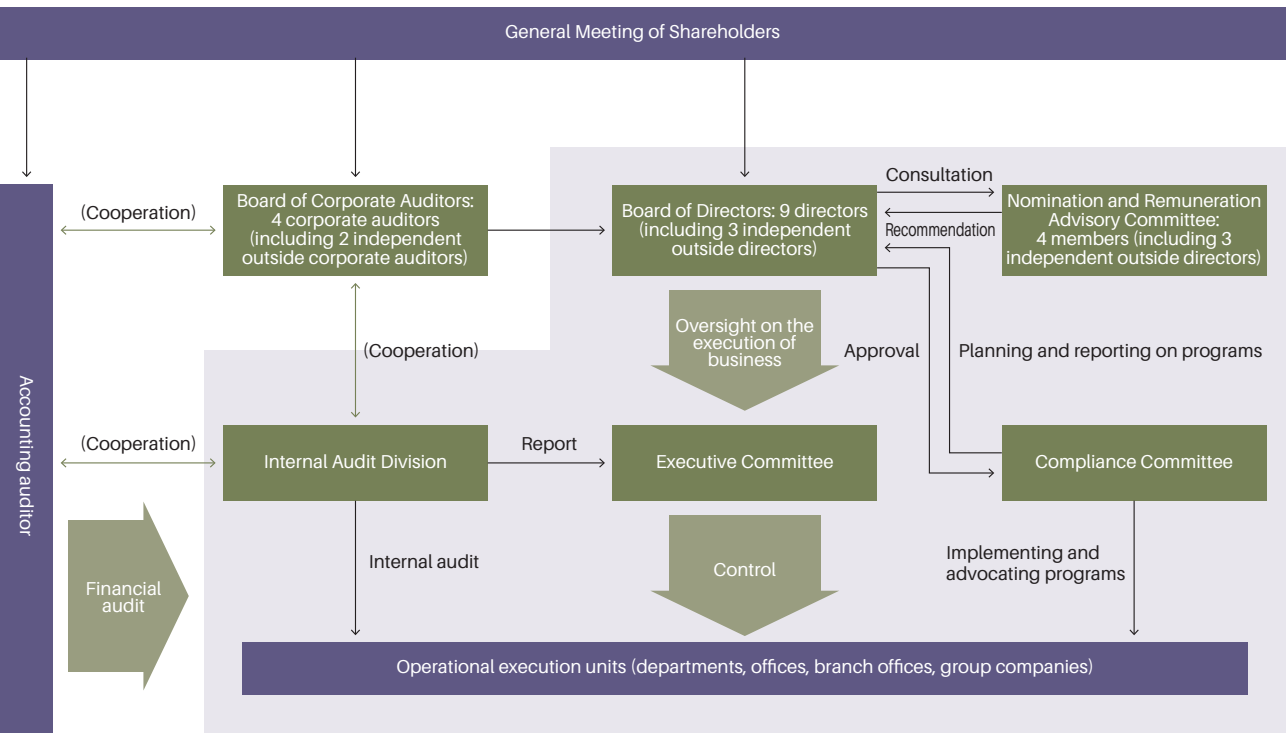 General Meeting of Shareholders
(Cooperation)
Board of Corporate Auditors:
4 corporate auditors
(including 2 independent
outside corporate auditors)
Board of Directors: 9 directors
(including 3 independent
outside directors)
Consultation
Recommendation
Nomination and Remuneration
Advisory Committee:
4 members (including 3
independent outside directors)
(Cooperation)
Oversight on the
execution of
business
Approval
Planning and reporting on programs
Accounting auditor
(Cooperation)
Internal Audit Division
Report
Executive Committee
Compliance Committee
Financial
audit
Internal audit
Control
Implementing and
advocating programs
Operational execution units (departments, offices, branch offices, group companies)